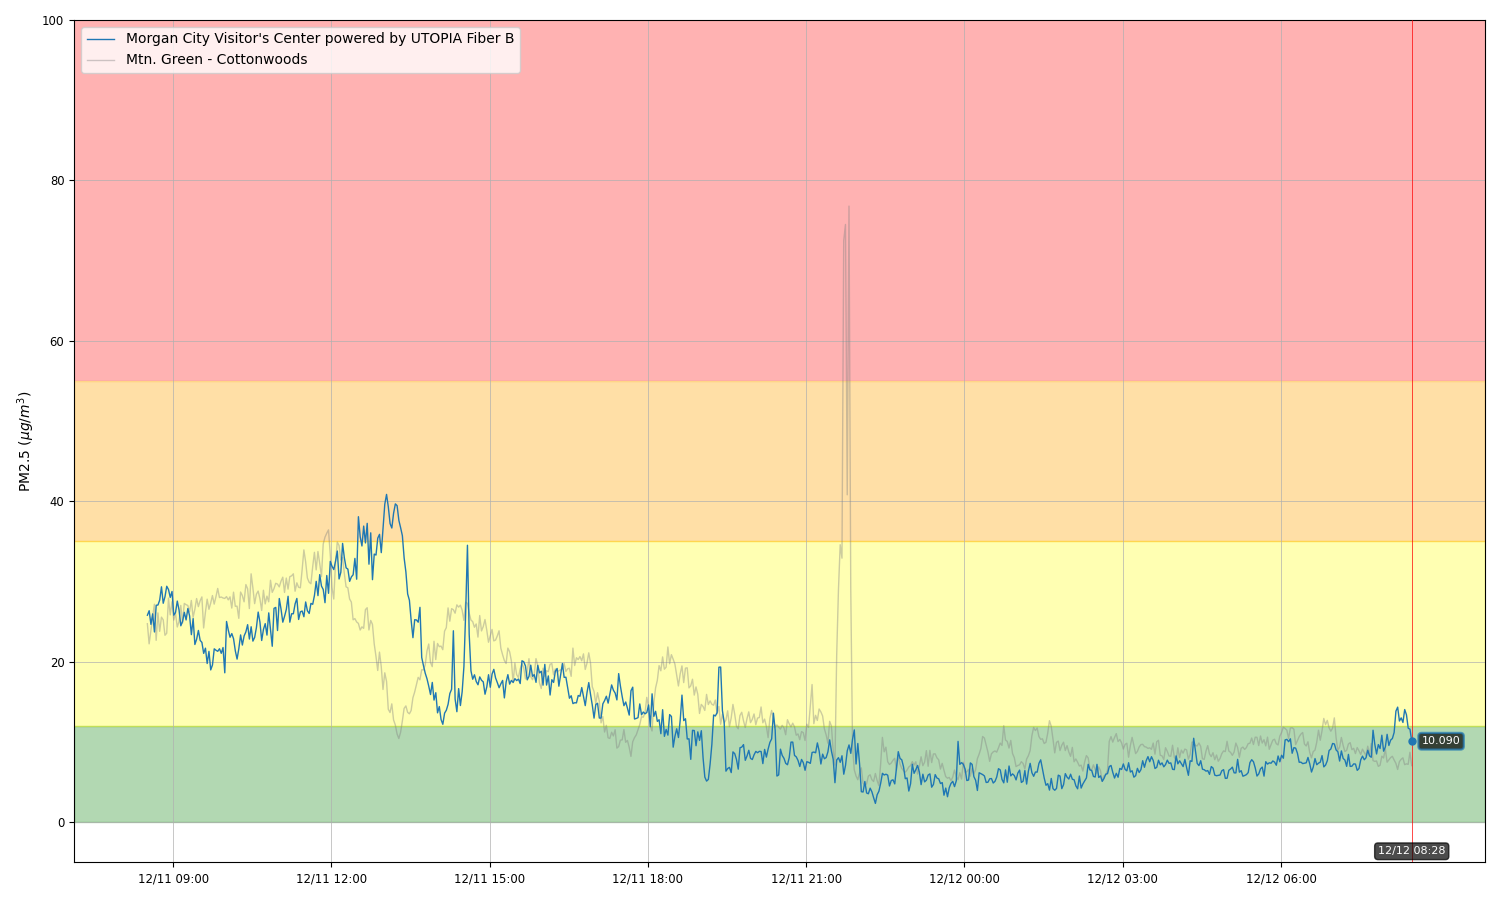 100
Morgan City Visitor's Center powered by UTOPIA Fiber B
Mtn. Green - Cottonwoods
80
60
PM2.5 (μg/m³)
40
20
10.090
0
12/12 08:28
12/11 09:00 12/11 12:00 12/11 15:00 12/11 18:00 12/11 21:00 12/12 00:00 12/12 03:00 12/12 06:00